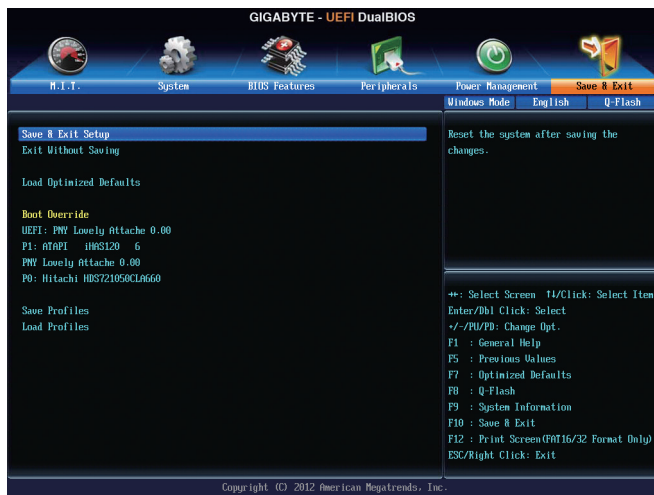 GIGABYTE - UEFI DualBIOS
M.I.T.
System
BIOS Features
Peripherals
Power Management
Save & Exit
Windows Mode
English
Q-Flash
Save & Exit Setup
Exit Without Saving
Load Optimized Defaults
Boot Override
UEFI: PNY Lovely Attache 0.00
P1: ATAPI iHAS120 6
PNY Lovely Attache 0.00
P0: Hitachi HDS721050CLA660
Save Profiles
Load Profiles
Reset the system after saving the
changes.
→←: Select Screen ↑↓/Click: Select Item
Enter/Dbl Click: Select
+/-/PU/PD: Change Opt.
F1 : General Help
F5 : Previous Values
F7 : Optimized Defaults
F8 : Q-Flash
F9 : System Information
F10 : Save & Exit
F12 : Print Screen(FAT16/32 Format Only)
ESC/Right Click: Exit
Copyright (C) 2012 American Megatrends, Inc.